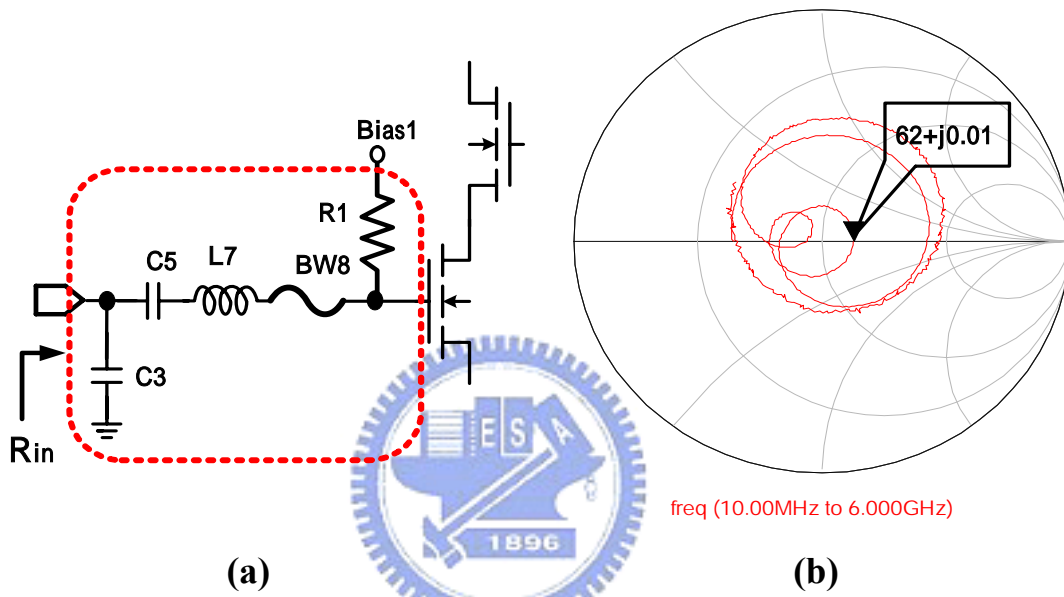 Bias1
R1
C5
L7
BW8
C3
Rin
62+j0.01
freq (10.00MHz to 6.000GHz)
E S A
1896
(a)
(b)